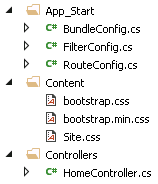 App_Start
C# BundleConfig.cs
C# FilterConfig.cs
C# RouteConfig.cs
Content
bootstrap.css
bootstrap.min.css
Site.css
Controllers
C# HomeController.cs